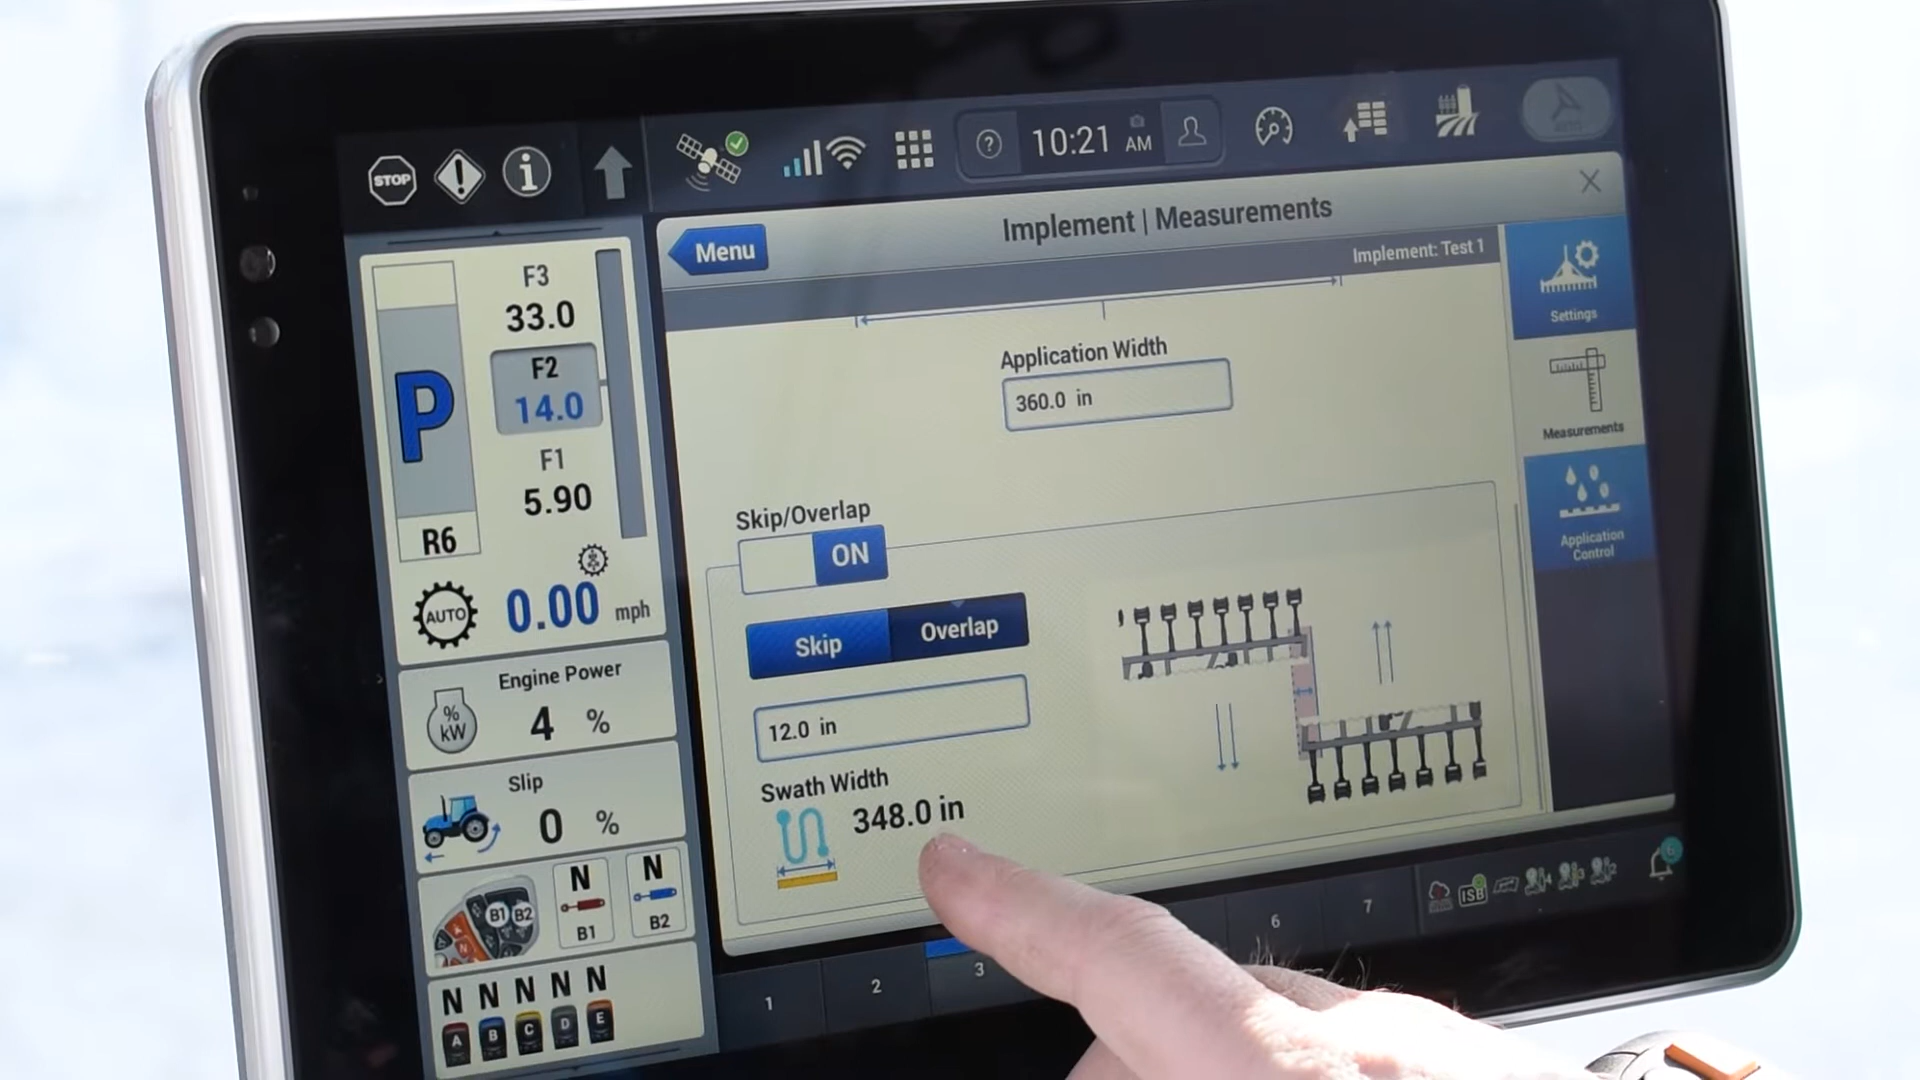 STOP
10:21 AM
?
Menu
Implement | Measurements
Implement: Test 1
Settings
Measurements
Application
Control
Application Width
360.0 in
Skip/Overlap
ON
Skip
Overlap
12.0 in
Swath Width
348.0 in
P
R6
F3
33.0
F2
14.0
F1
5.90
AUTO
0.00 mph
Engine Power
% kW
4 %
Slip
0 %
B1 B2
N
B1
N
B2
N N N N N
A B C D E
1
2
3
6
7
ISB
6